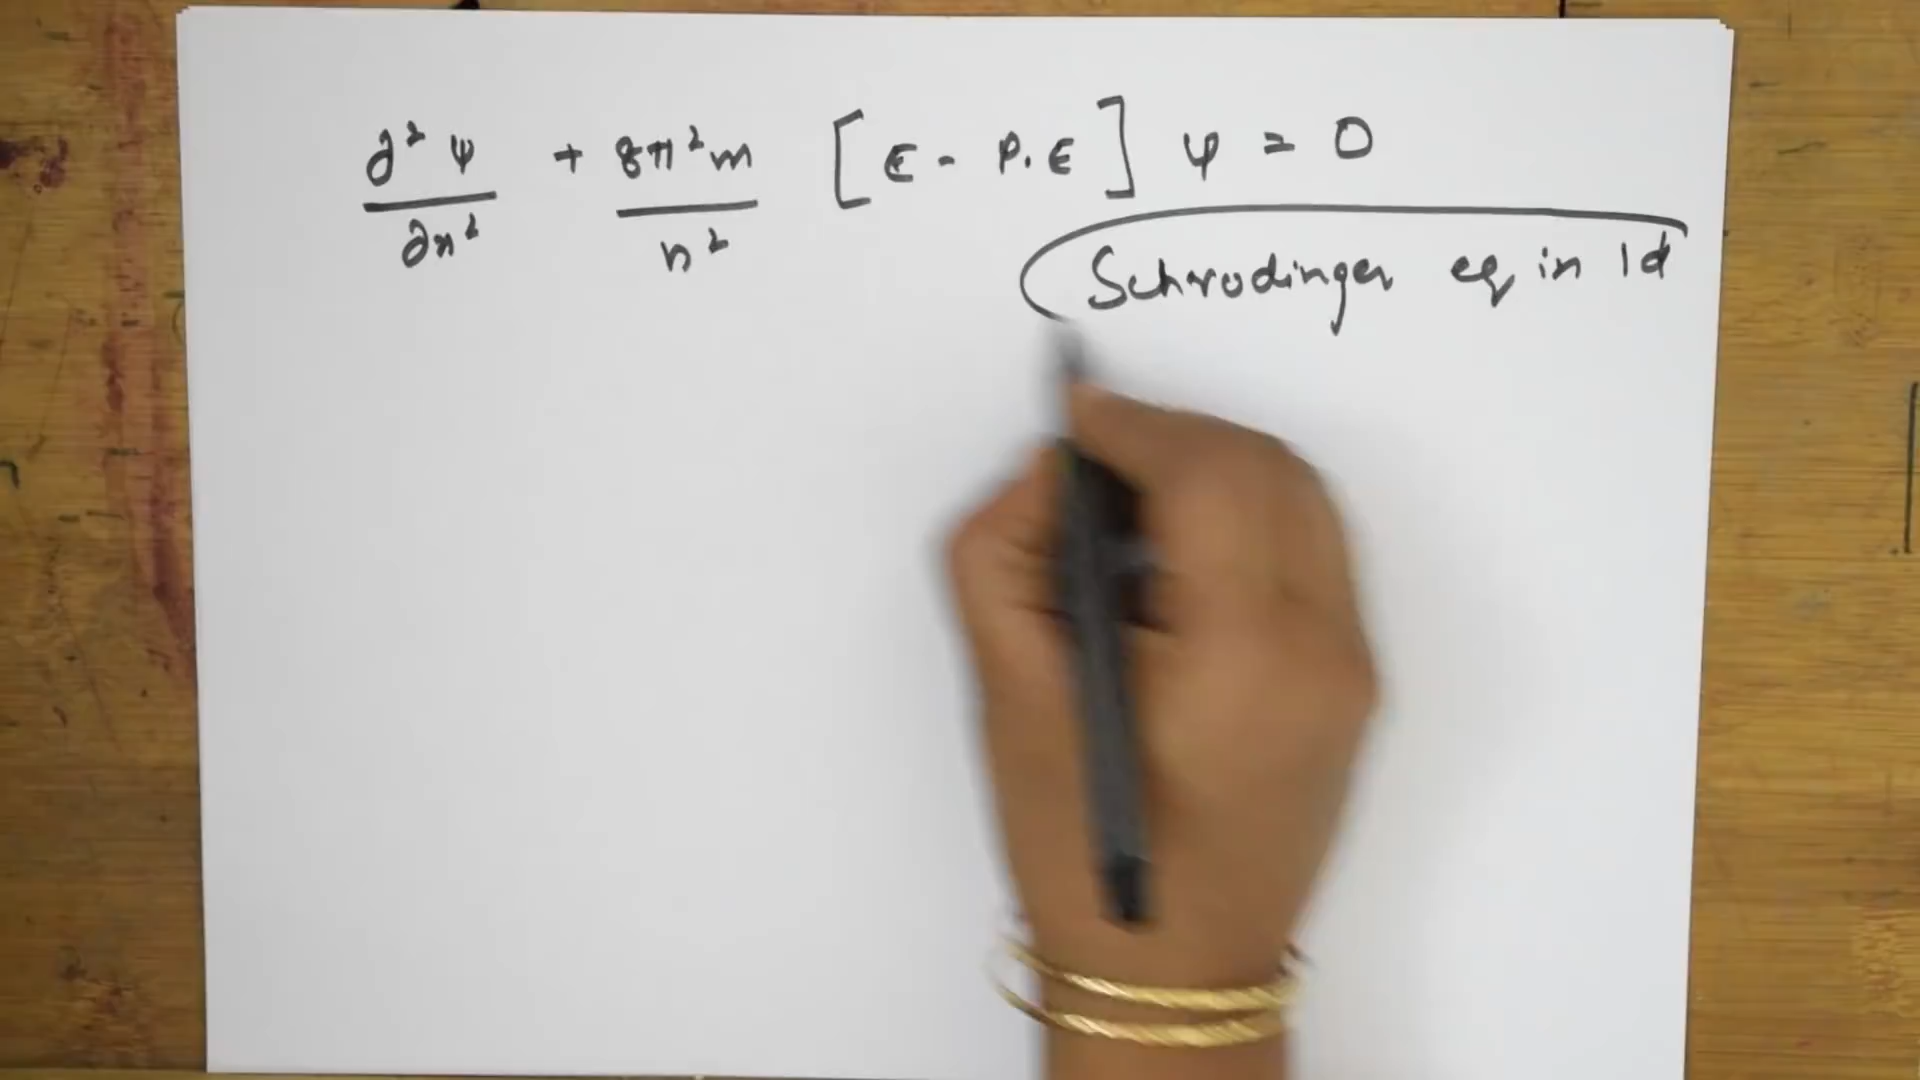 ∂²ψ/∂x² + 8π²m/h² [E - P.E] ψ = 0
Schrodinger eq in 1d